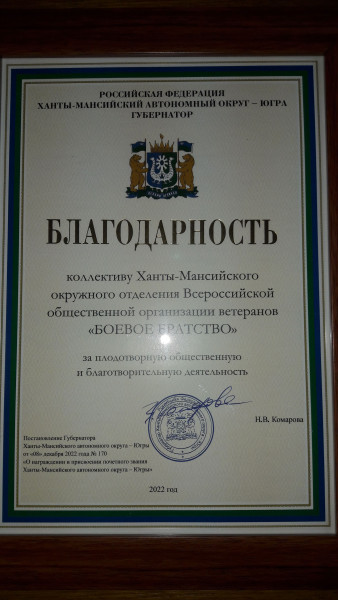 РОССИЙСКАЯ ФЕДЕРАЦИЯ
ХАНТЫ-МАНСИЙСКИЙ АВТОНОМНЫЙ ОКРУГ – ЮГРА
ГУБЕРНАТОР
БЛАГОДАРНОСТЬ
коллективу Ханты-Мансийского
окружного отделения Всероссийской
общественной организации ветеранов
«БОЕВОЕ БРАТСТВО»
за плодотворную общественную
и благотворительную деятельность
Н.В. Комарова
Постановление Губернатора
Ханты-Мансийского автономного округа – Югры
от «08» декабря 2022 года № 170
«О награждении и присвоении почетного звания
Ханты-Мансийского автономного округа – Югры»
2022 год